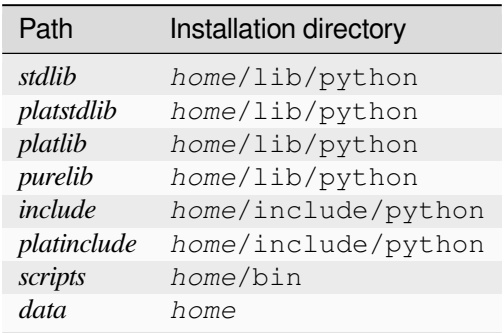 Path Installation directory
stdlib home/lib/python
platstdlib home/lib/python
platlib home/lib/python
purelib home/lib/python
include home/include/python
platinclude home/include/python
scripts home/bin
data home